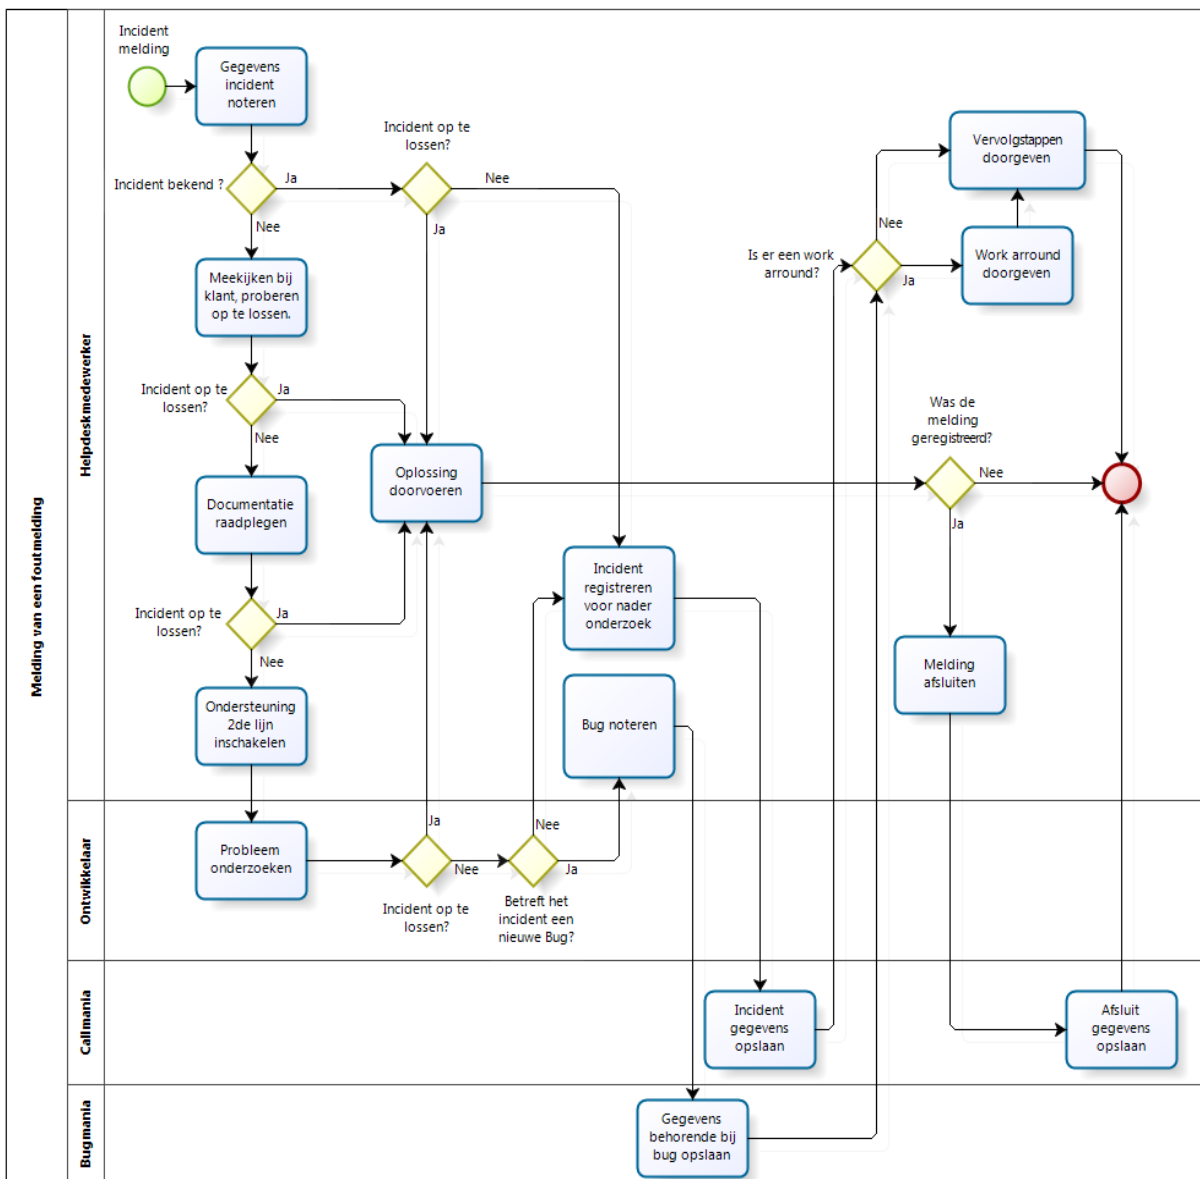 Melding van een foutmelding
Helpdeskmedewerker
Incident
melding
Gegevens
incident
noteren
Incident bekend ?
Ja
Nee
Incident op te
lossen?
Nee
Ja
Meekijken bij
klant, proberen
op te lossen.
Incident op te
lossen?
Ja
Nee
Documentatie
raadplegen
Incident op te
lossen?
Ja
Nee
Ondersteuning
2de lijn
inschakelen
Oplossing
doorvoeren
Incident
registreren
voor nader
onderzoek
Bug noteren
Is er een work
arround?
Nee
Ja
Vervolgstappen
doorgeven
Work arround
doorgeven
Was de
melding
geregistreerd?
Nee
Ja
Melding
afsluiten
Ontwikkelaar
Probleem
onderzoeken
Ja
Nee
Incident op te
lossen?
Nee
Ja
Betreft het
incident een
nieuwe Bug?
Callmania
Incident
gegevens
opslaan
Afsluit
gegevens
opslaan
Bugmania
Gegevens
behorende bij
bug opslaan